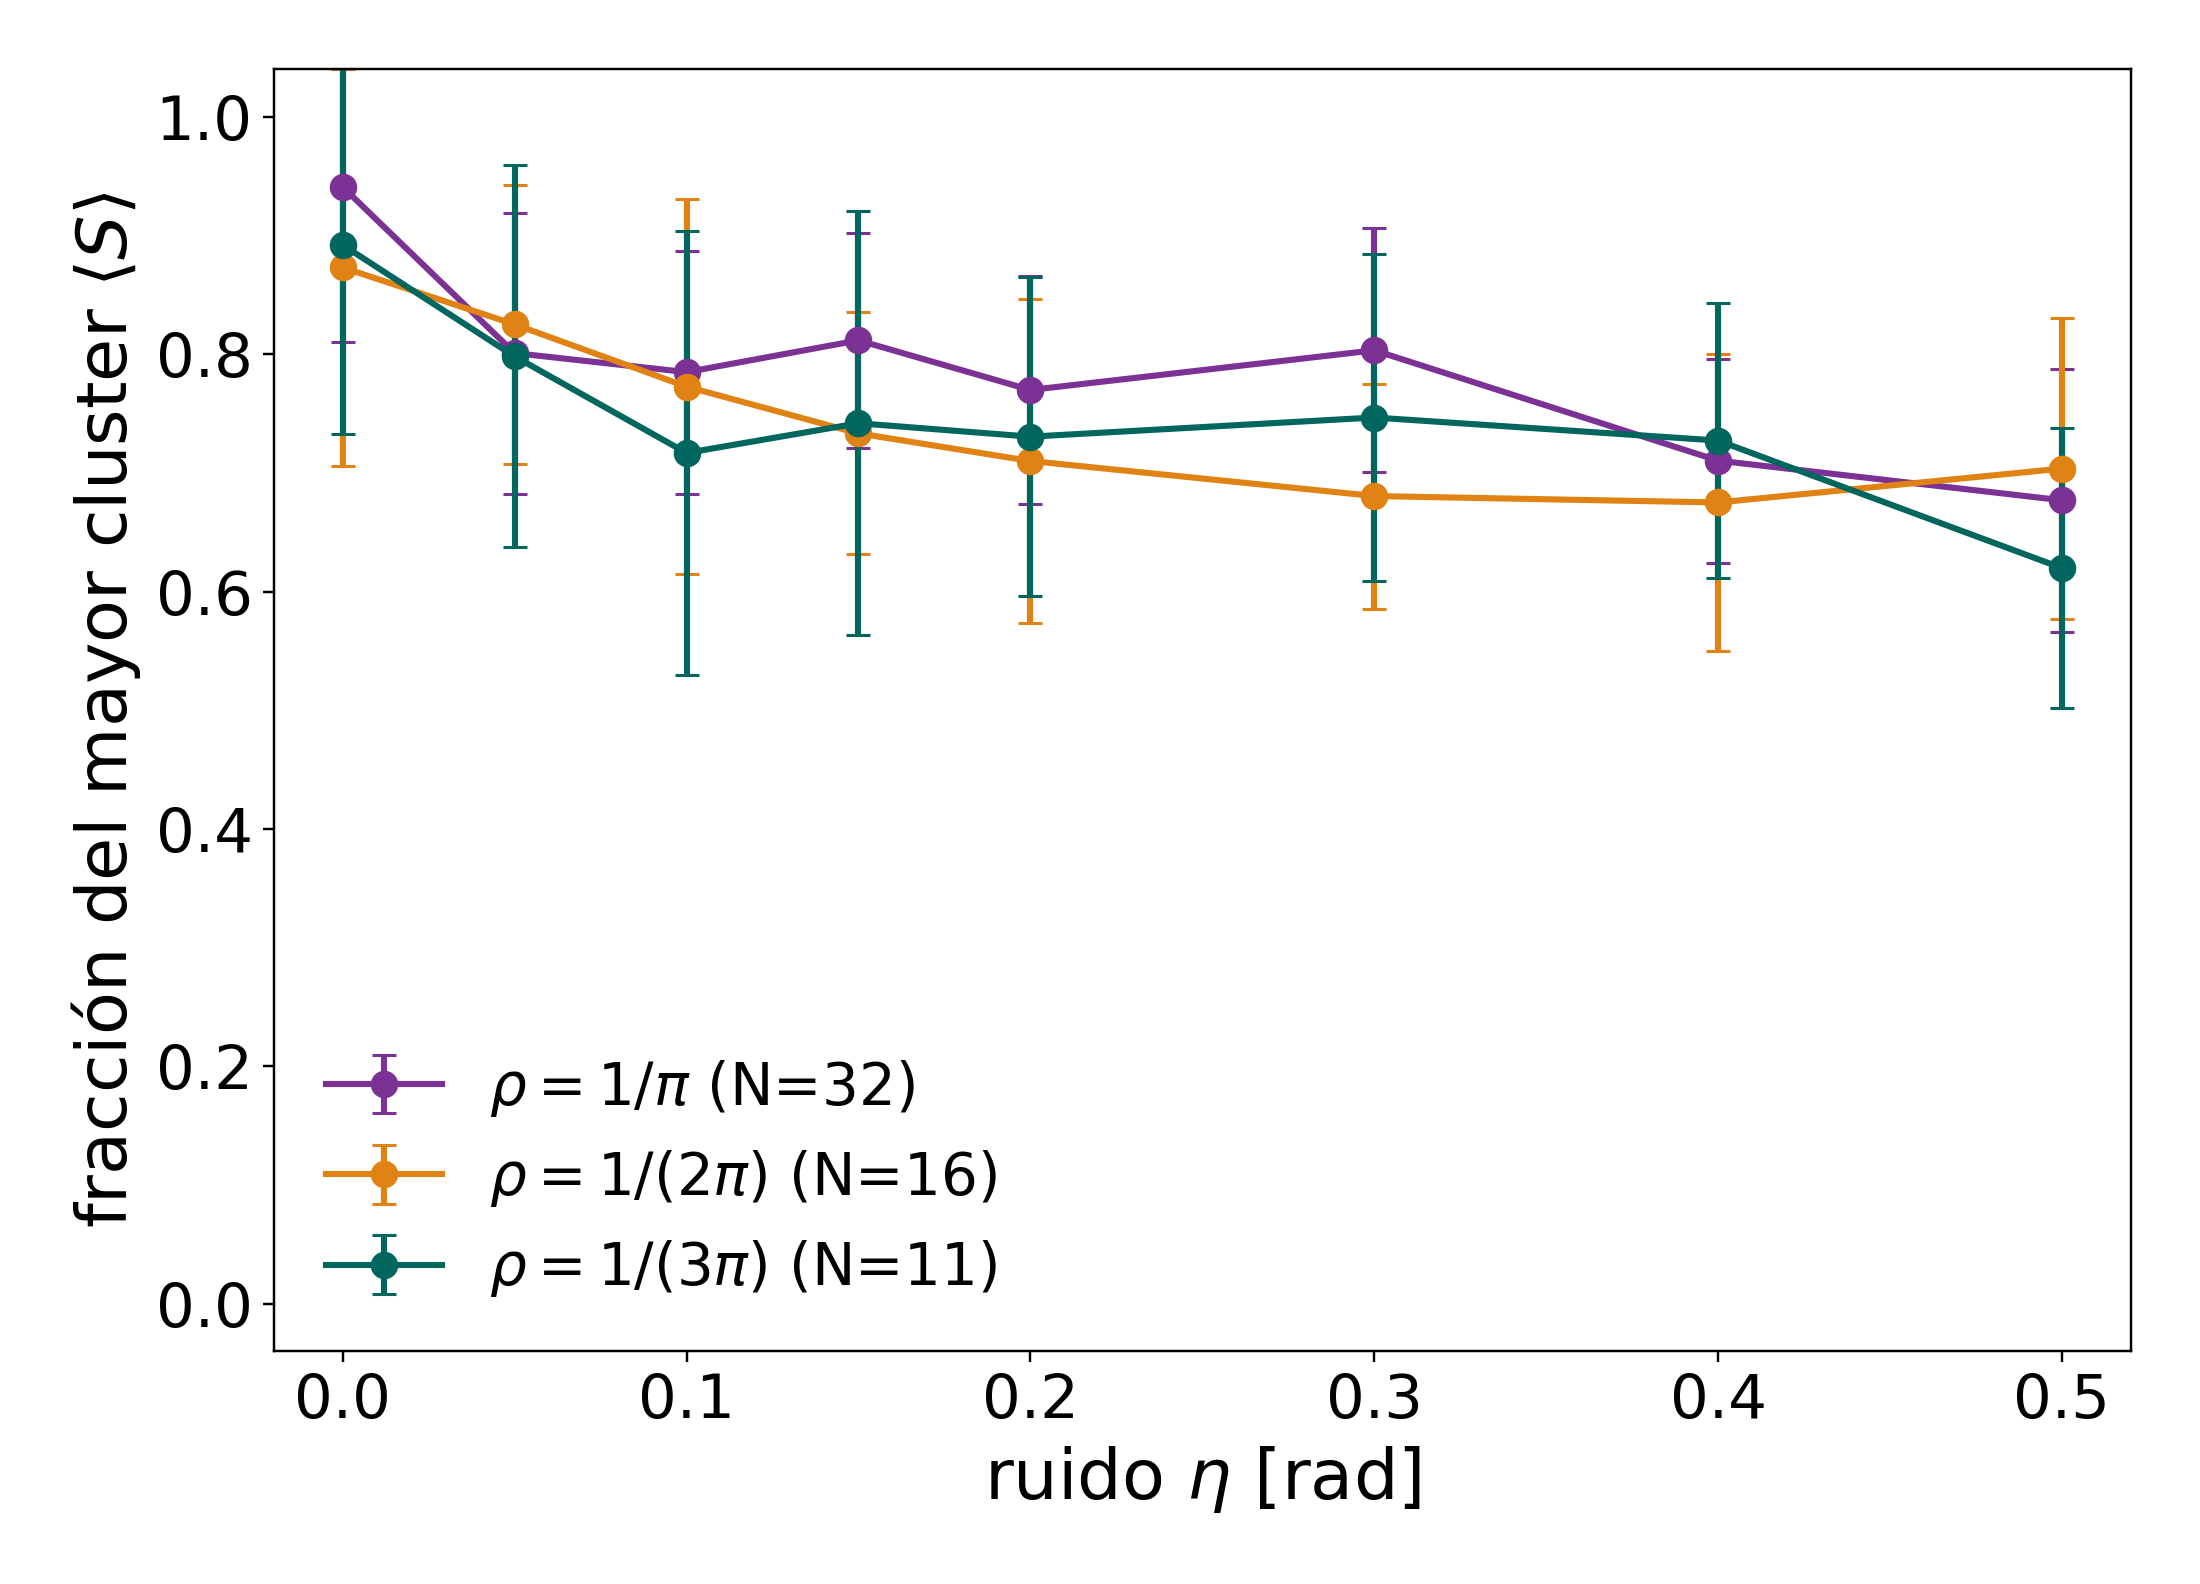 fracción del mayor cluster ⟨S⟩
1.0
0.8
0.6
0.4
0.2
0.0
ρ = 1/π (N=32)
ρ = 1/(2π) (N=16)
ρ = 1/(3π) (N=11)
0.0 0.1 0.2 0.3 0.4 0.5
ruido η [rad]